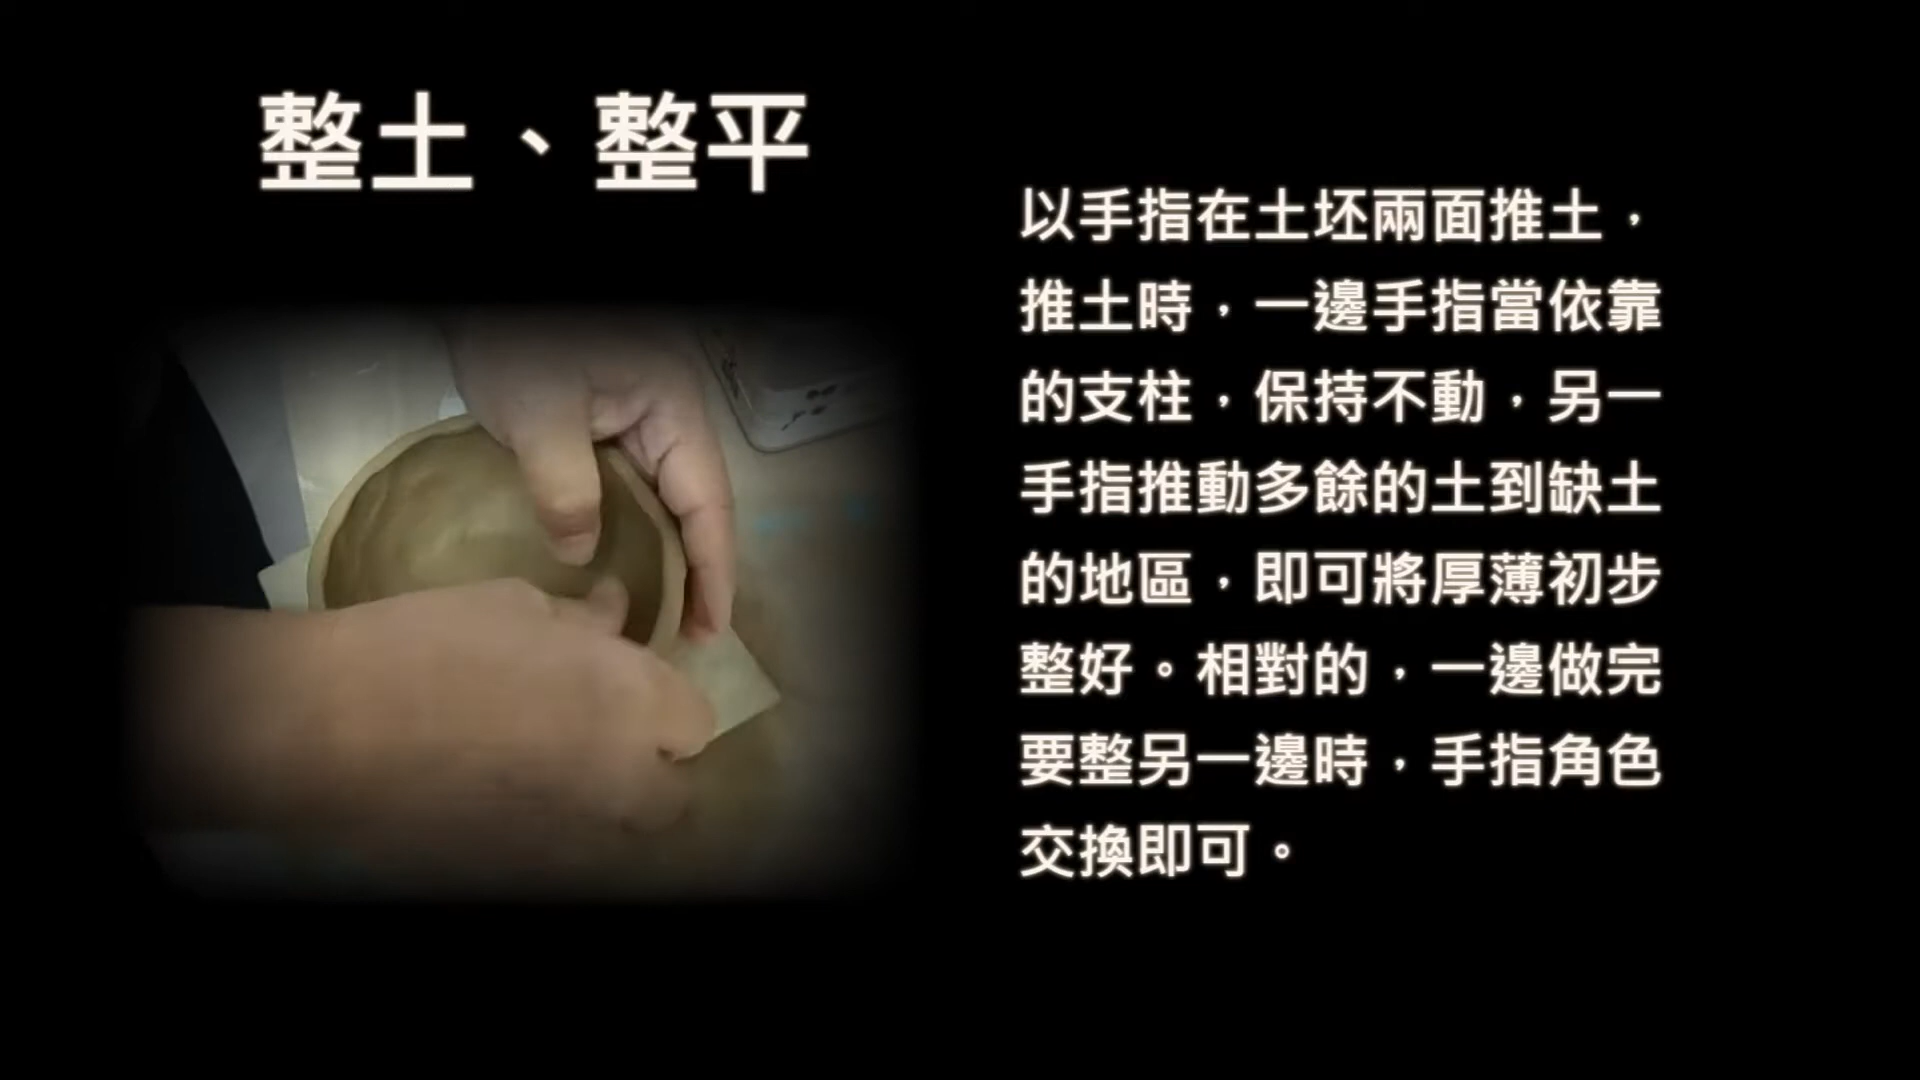 整土、整平
以手指在土坯兩面推土，
推土時，一邊手指當依靠
的支柱，保持不動，另一
手指推動多餘的土到缺土
的地區，即可將厚薄初步
整好。相對的，一邊做完
要整另一邊時，手指角色
交換即可。